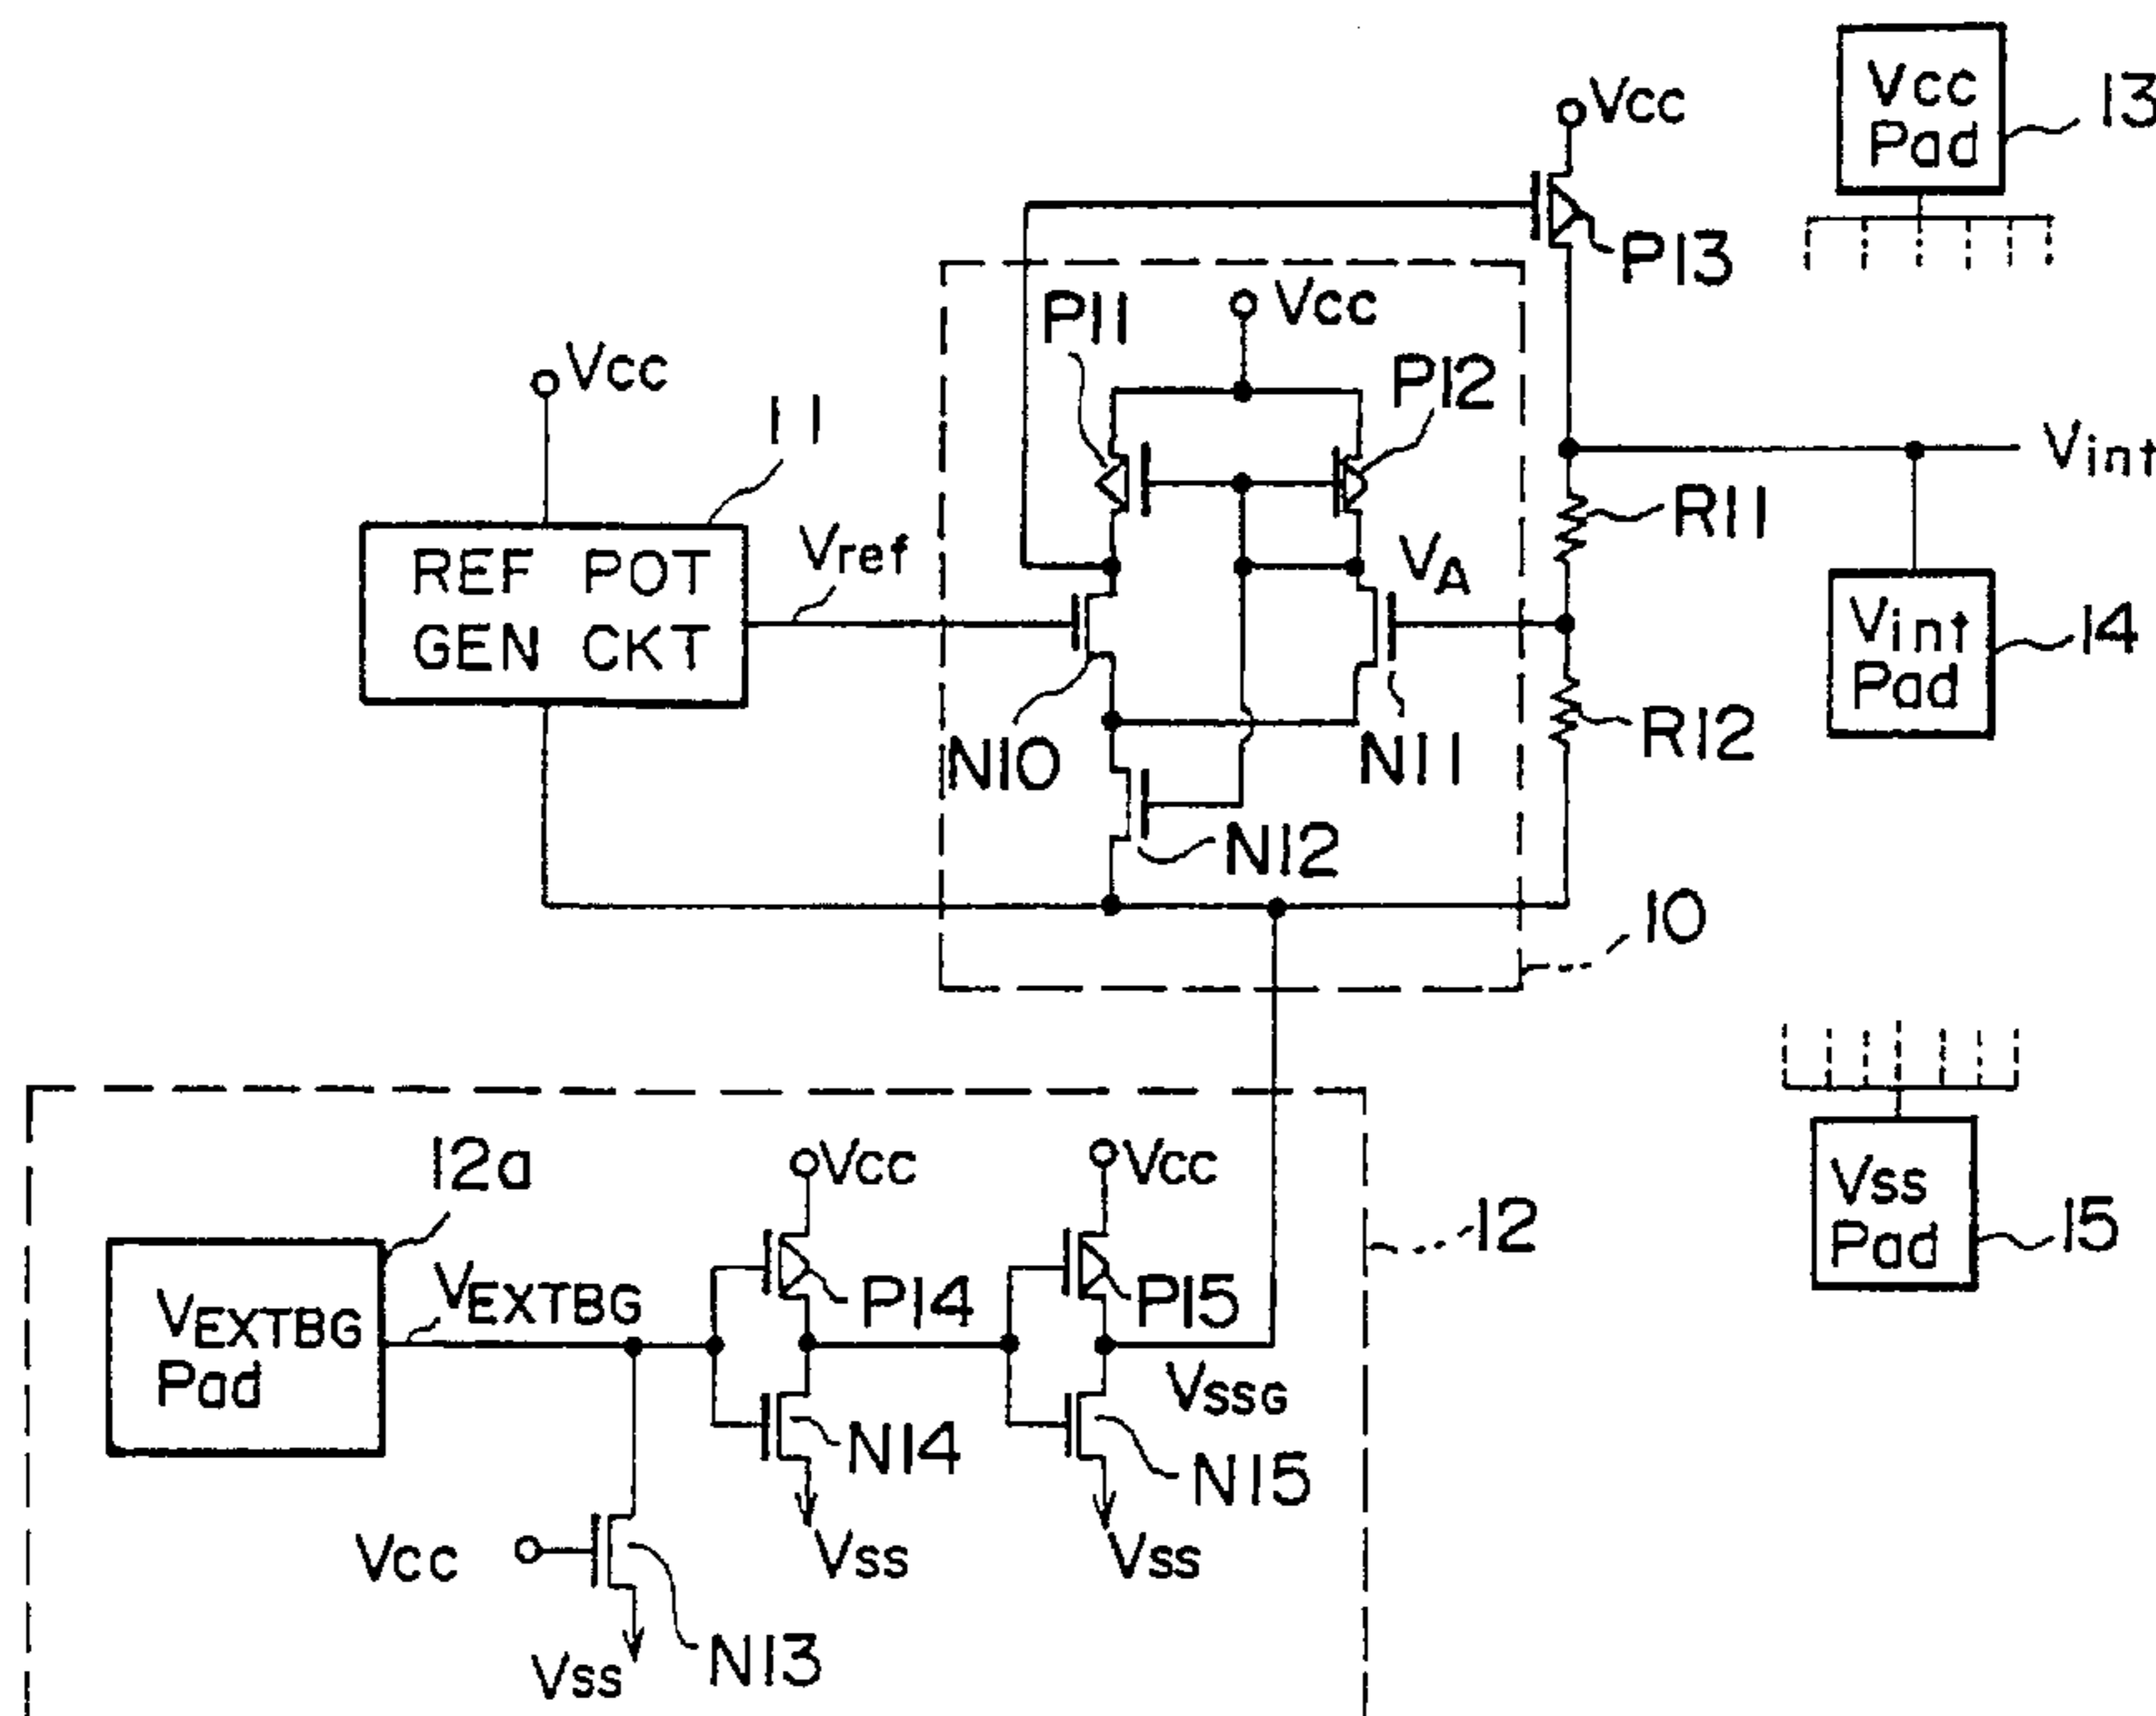 Vcc
Pad
13
Vcc
P13
P11
Vcc
P12
Vcc
11
Vint
R11
REF POT
GEN CKT
Vref
VA
Vint
Pad
14
R12
N10
N11
N12
10
12a
Vcc
Vcc
12
Vss
Pad
15
VEXTBG
Pad
VEXTBG
P14
P15
VSSG
N14
N15
Vcc
Vss
Vss
N13
Vss